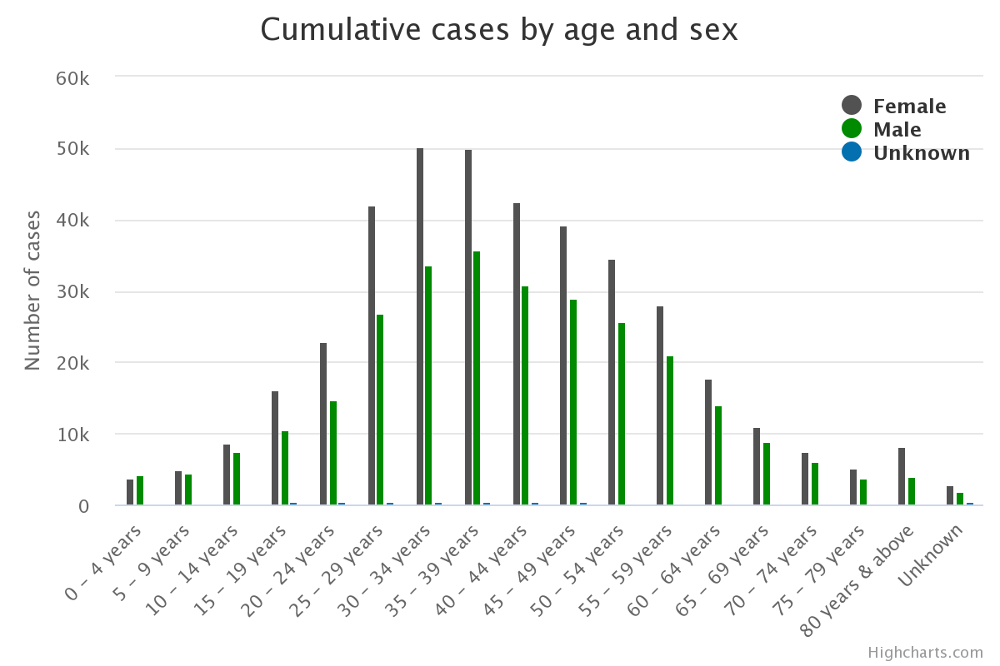 Cumulative cases by age and sex
60k
50k
40k
30k
20k
10k
0
Number of cases
Female
Male
Unknown
0 – 4 years
5 – 9 years
10 – 14 years
15 – 19 years
20 – 24 years
25 – 29 years
30 – 34 years
35 – 39 years
40 – 44 years
45 – 49 years
50 – 54 years
55 – 59 years
60 – 64 years
65 – 69 years
70 – 74 years
75 – 79 years
80 years & above
Unknown
Highcharts.com